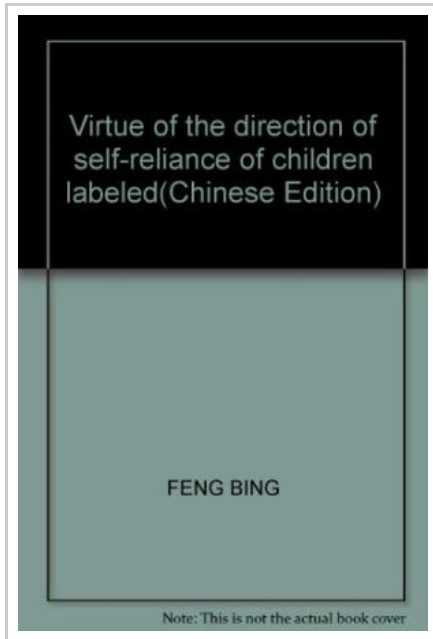 Virtue of the direction of
self-reliance of children
labeled(Chinese Edition)
FENG BING
Note: This is not the actual book cover